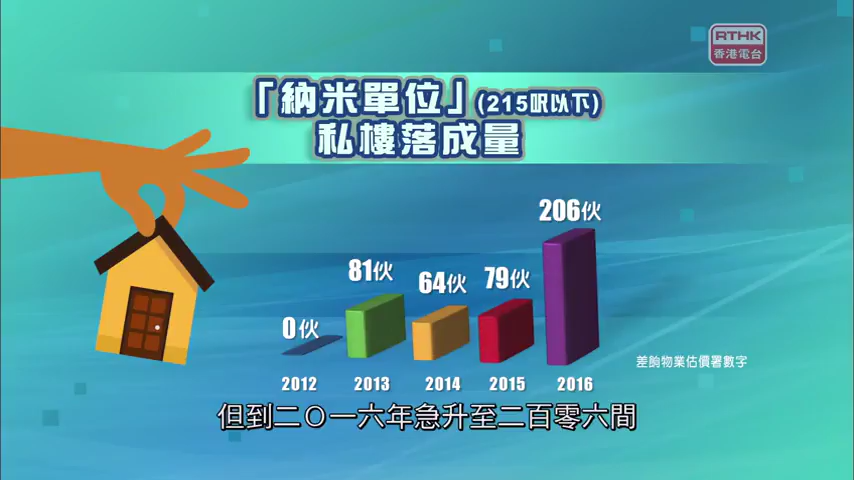 RTHK
香港電台
「納米單位」(215呎以下)
私樓落成量
206伙
81伙
64伙
79伙
0伙
差餉物業估價署數字
2012 2013 2014 2015 2016
但到二〇一六年急升至二百零六間